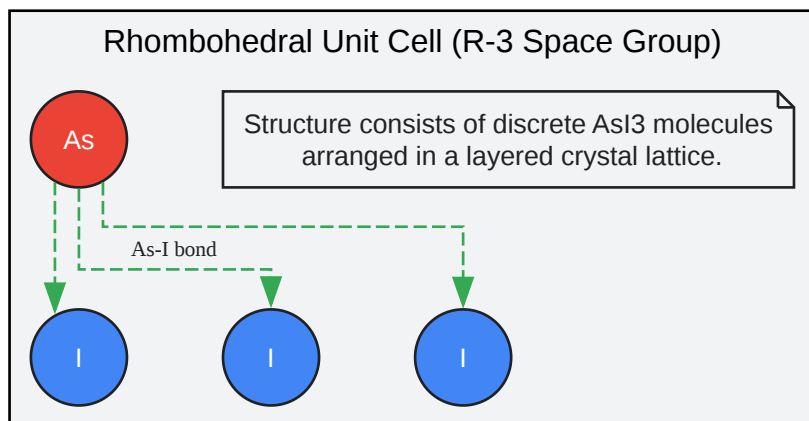 Rhombohedral Unit Cell (R-3 Space Group)
As
Structure consists of discrete AsI3 molecules
arranged in a layered crystal lattice.
As-I bond
I
I
I